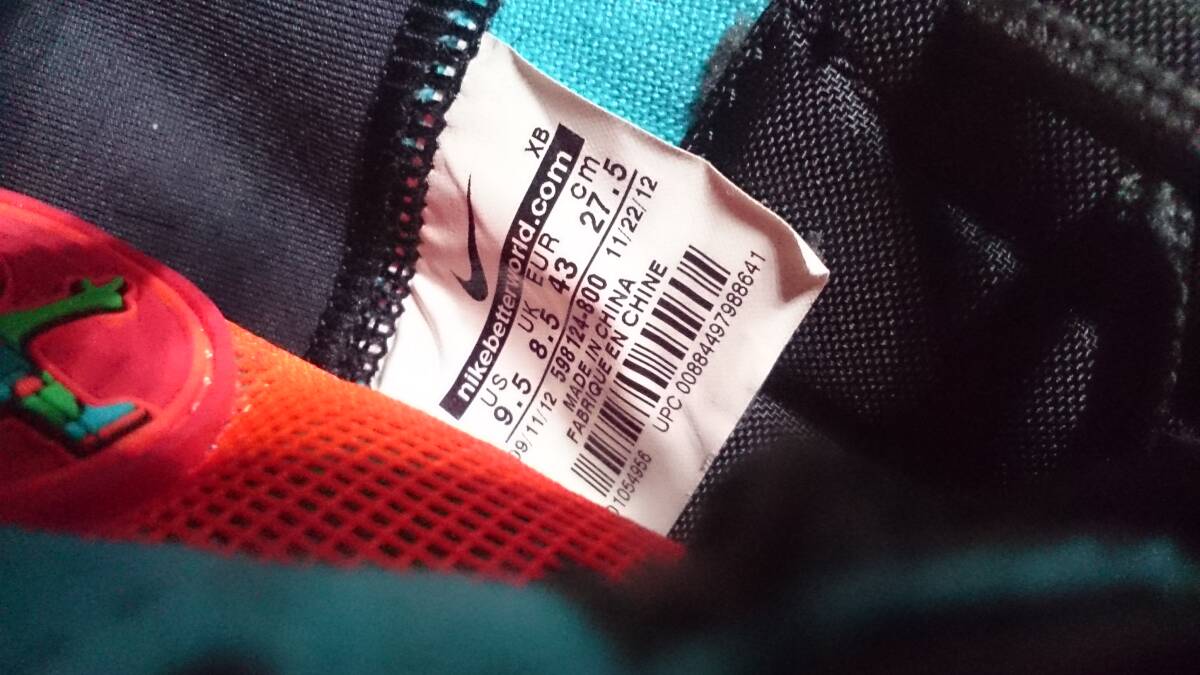 XB
nikebetterworld.com
US UK EUR cm
9.5 8.5 43 27.5
09/11/12 598124-800 11/22/12
MADE IN CHINA
FABRIQUE EN CHINE
UPC 00884497988641